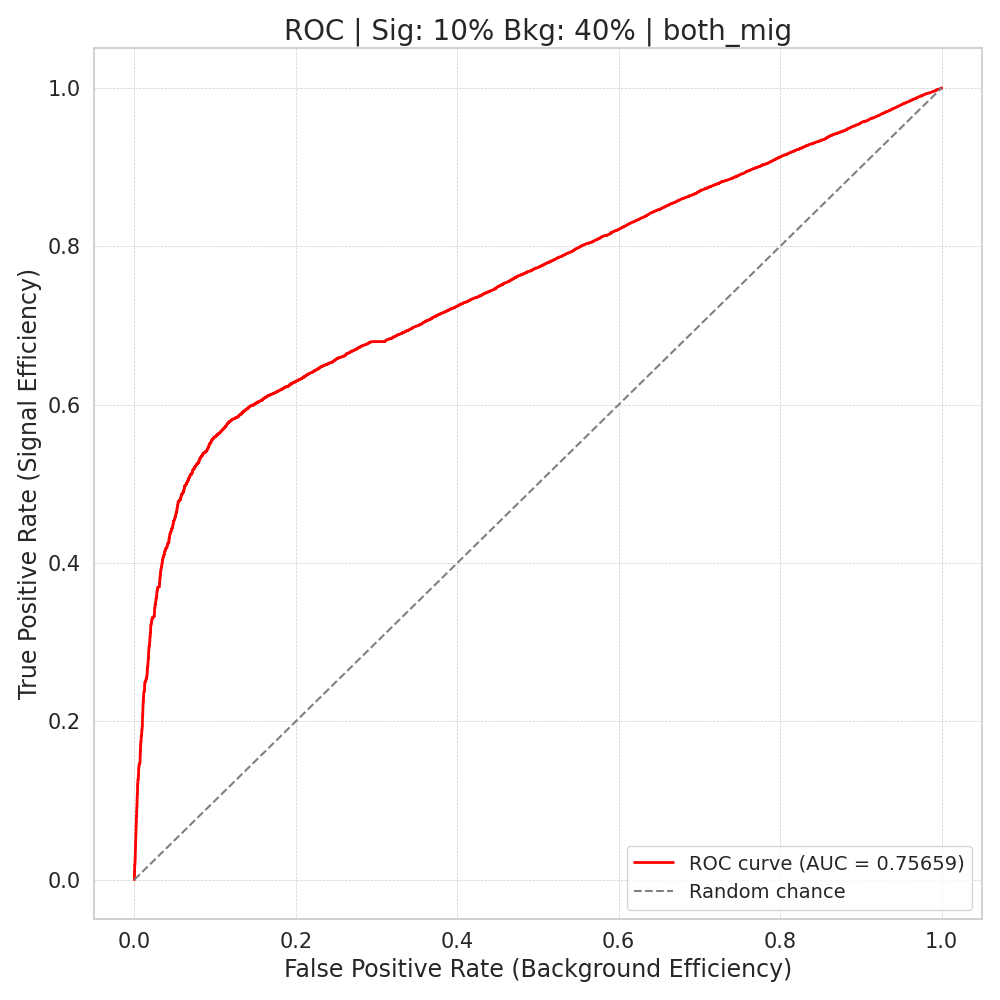 ROC | Sig: 10% Bkg: 40% | both_mig
True Positive Rate (Signal Efficiency)
1.0
0.8
0.6
0.4
0.2
0.0
ROC curve (AUC = 0.75659)
Random chance
0.0 0.2 0.4 0.6 0.8 1.0
False Positive Rate (Background Efficiency)